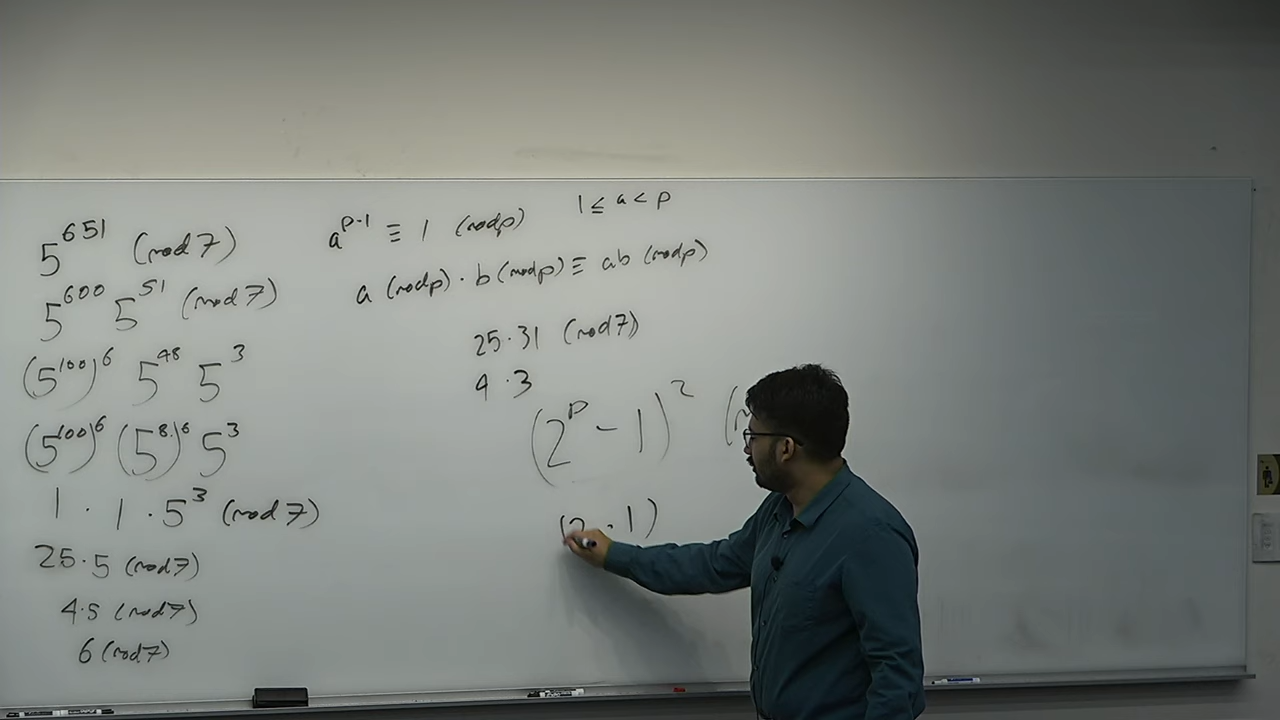 5^651 (mod 7)
5^600 5^51 (mod 7)
(5^100)^6 5^48 5^3
(5^100)^6 (5^8)^6 5^3
1 · 1 · 5^3 (mod 7)
25·5 (mod 7)
4·5 (mod 7)
6 (mod 7)
a^p-1 ≡ 1 (mod p) 1 ≤ a < p
a (mod p) · b (mod p) ≡ ab (mod p)
25·31 (mod 7)
4·3
(2^p - 1)^2
(2 - 1)